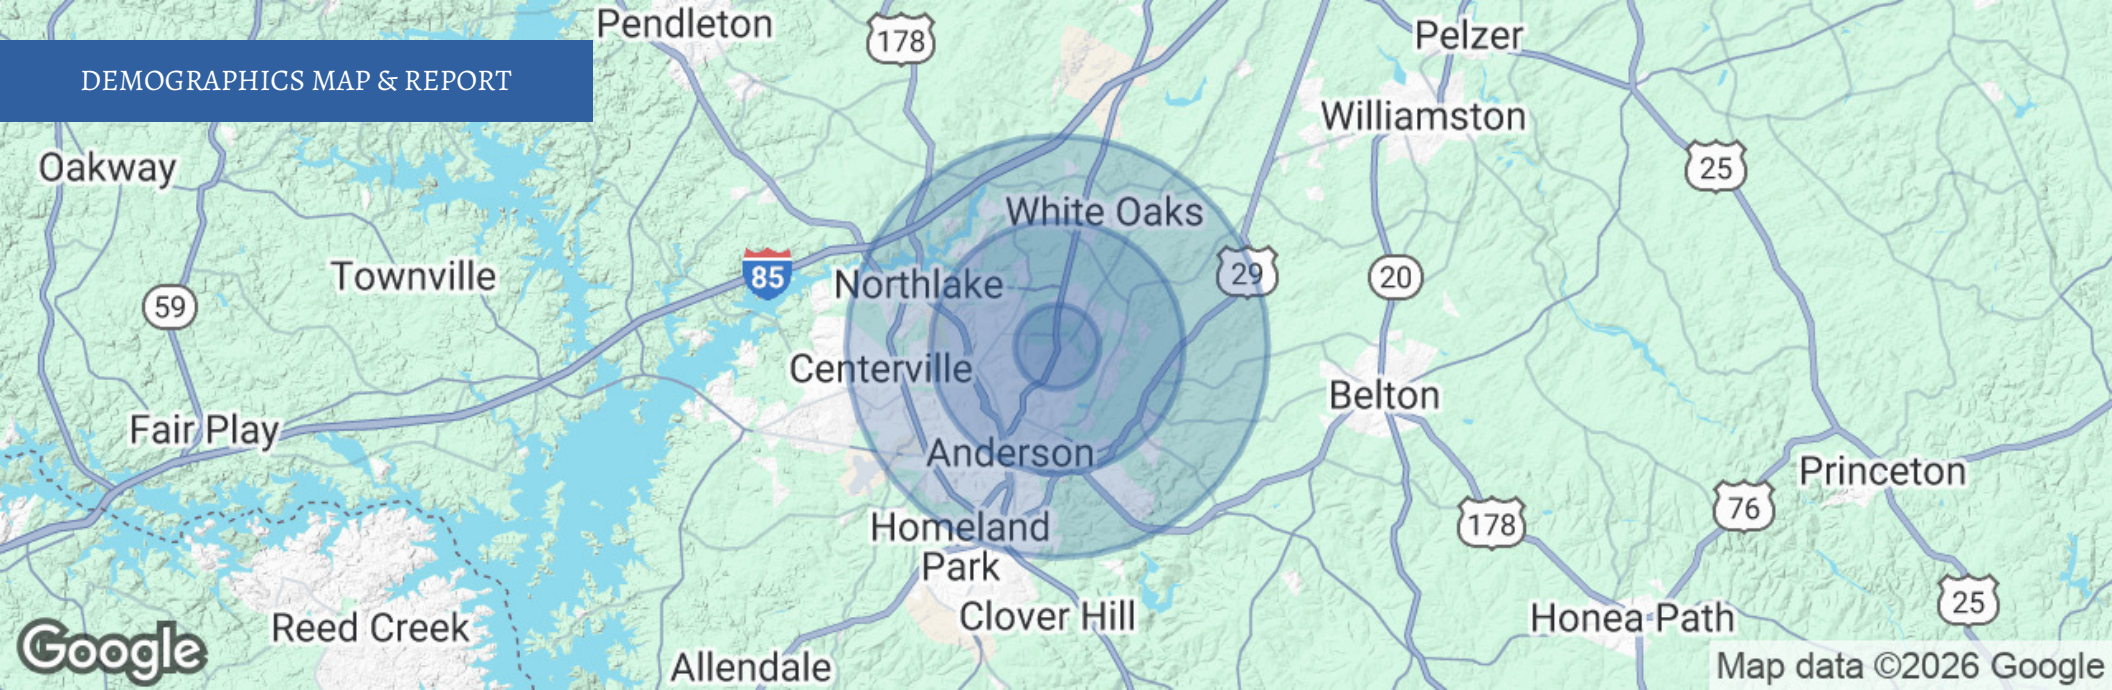 Pendleton
178
Pelzer
DEMOGRAPHICS MAP & REPORT
Williamston
Oakway
25
White Oaks
Townville
85
Northlake
29
20
59
Centerville
Belton
Fair Play
Anderson
Princeton
76
Homeland
Park
178
25
Reed Creek
Clover Hill
Honea Path
Google
Allendale
Map data ©2026 Google